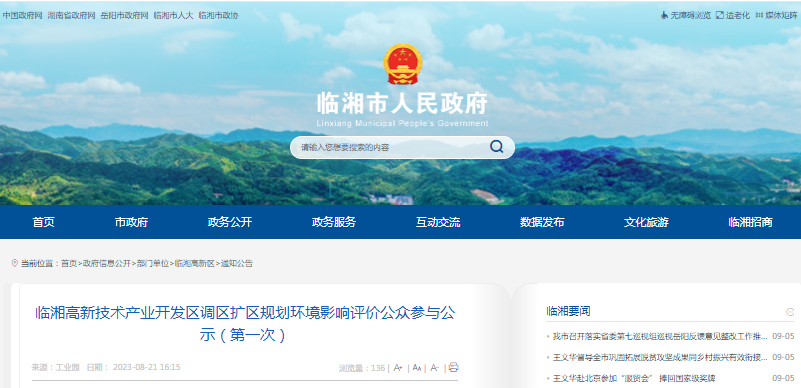 中国政府网 湖南省政府网 岳阳市政府网 临湘市人大 临湘市政协
无障碍浏览 适老化 媒体矩阵
临湘市人民政府
Linxiang Municipal People's Government
请输入您想要搜索的内容
首页 市政府 政务公开 政务服务 互动交流 数据发布 文化旅游 临湘招商
当前位置：首页>政府信息公开>部门单位>临湘高新区>通知公告
临湘高新技术产业开发区调区扩区规划环境影响评价公众参与公
示（第一次）
来源：工业园 日期： 2023-08-21 16:15 浏览量：136 | A+ | AA | A- |
临湘要闻
我市召开落实省委第七巡视组巡视岳阳反馈意见整改工作推... 09-05
王文华督导全市巩固拓展脱贫攻坚成果同乡村振兴有效衔接... 09-05
王文华赴北京参加“服贸会” 捧回国家级奖牌 09-05